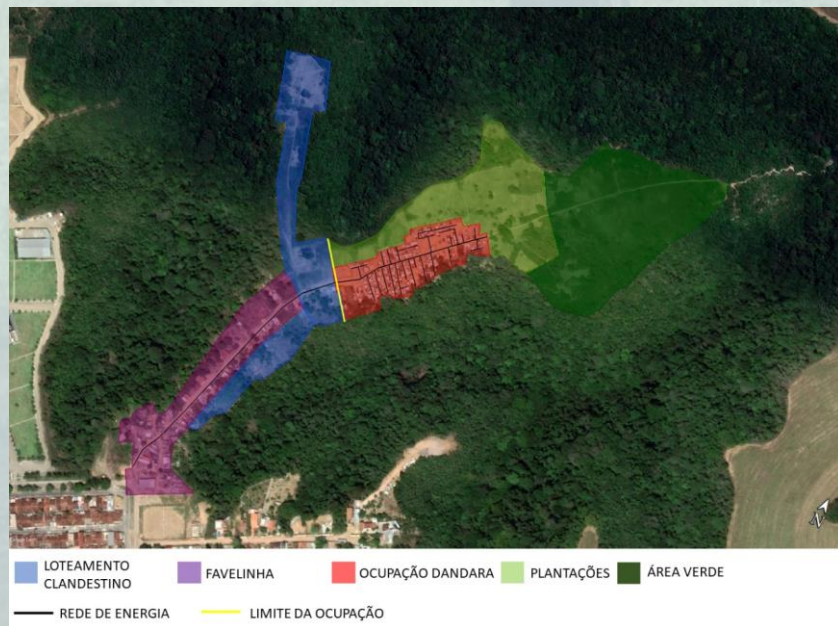 N
LOTEAMENTO
CLANDESTINO
FAVELINHA
OCUPAÇÃO DANDARA
PLANTAÇÕES
ÁREA VERDE
REDE DE ENERGIA
LIMITE DA OCUPAÇÃO